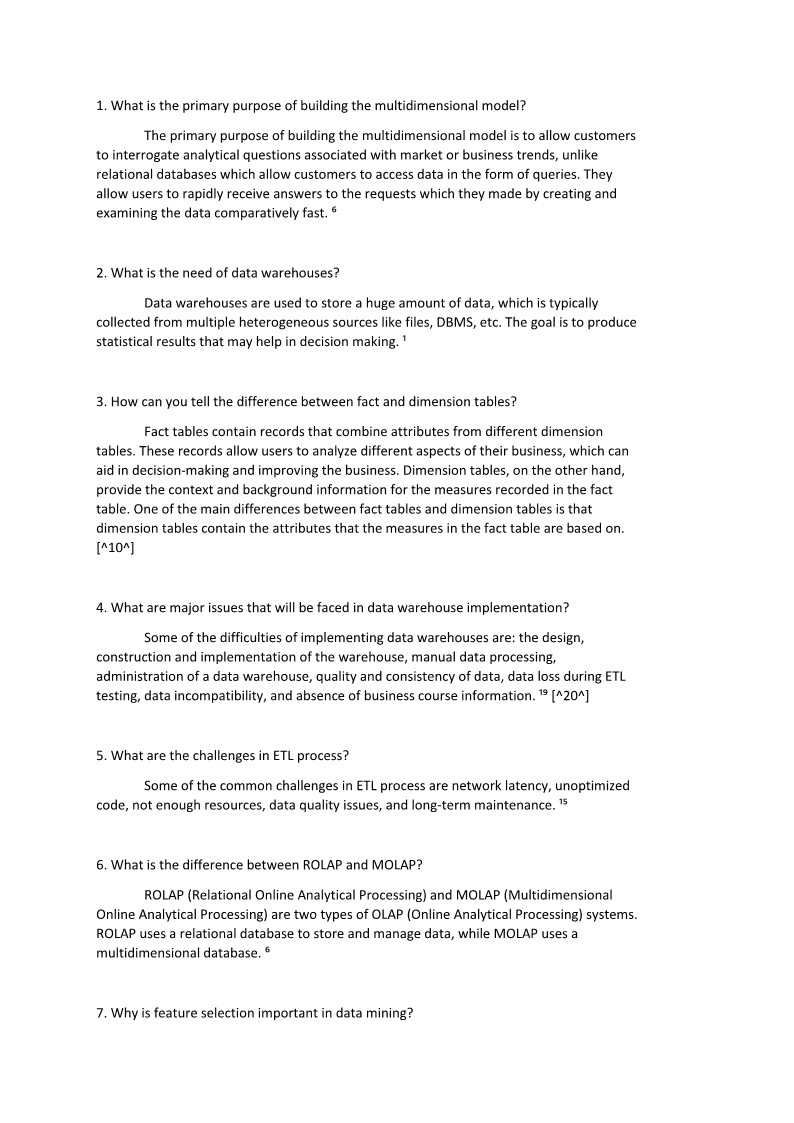 1. What is the primary purpose of building the multidimensional model?
The primary purpose of building the multidimensional model is to allow customers
to interrogate analytical questions associated with market or business trends, unlike
relational databases which allow customers to access data in the form of queries. They
allow users to rapidly receive answers to the requests which they made by creating and
examining the data comparatively fast. ⁶
2. What is the need of data warehouses?
Data warehouses are used to store a huge amount of data, which is typically
collected from multiple heterogeneous sources like files, DBMS, etc. The goal is to produce
statistical results that may help in decision making. ¹
3. How can you tell the difference between fact and dimension tables?
Fact tables contain records that combine attributes from different dimension
tables. These records allow users to analyze different aspects of their business, which can
aid in decision-making and improving the business. Dimension tables, on the other hand,
provide the context and background information for the measures recorded in the fact
table. One of the main differences between fact tables and dimension tables is that
dimension tables contain the attributes that the measures in the fact table are based on.
[^10^]
4. What are major issues that will be faced in data warehouse implementation?
Some of the difficulties of implementing data warehouses are: the design,
construction and implementation of the warehouse, manual data processing,
administration of a data warehouse, quality and consistency of data, data loss during ETL
testing, data incompatibility, and absence of business course information. ¹⁹ [^20^]
5. What are the challenges in ETL process?
Some of the common challenges in ETL process are network latency, unoptimized
code, not enough resources, data quality issues, and long-term maintenance. ¹⁵
6. What is the difference between ROLAP and MOLAP?
ROLAP (Relational Online Analytical Processing) and MOLAP (Multidimensional
Online Analytical Processing) are two types of OLAP (Online Analytical Processing) systems.
ROLAP uses a relational database to store and manage data, while MOLAP uses a
multidimensional database. ⁶
7. Why is feature selection important in data mining?